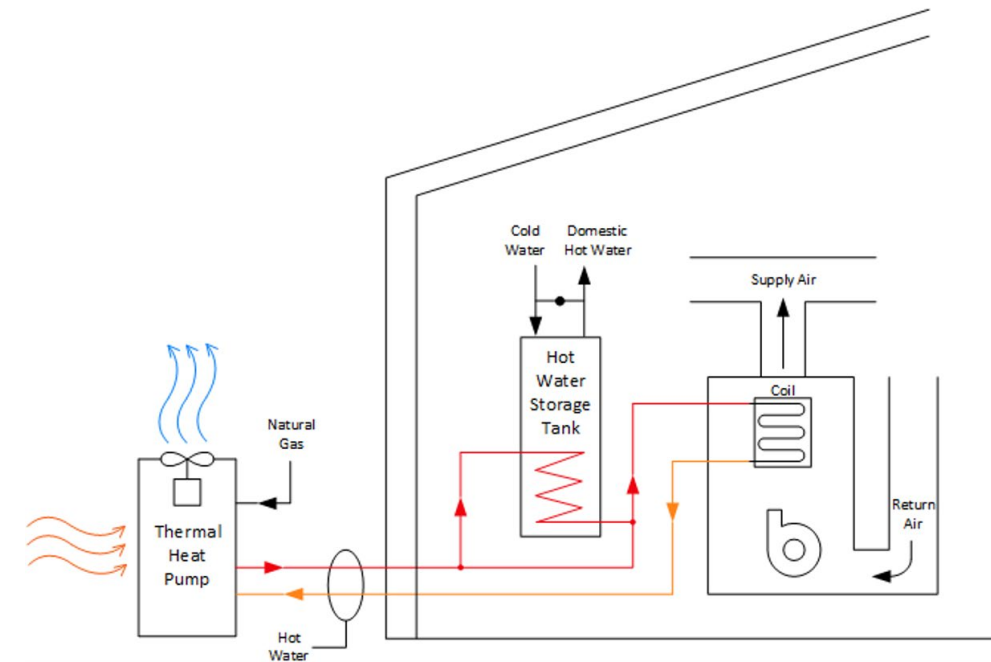 Cold
Water
Domestic
Hot Water
Supply Air
Hot
Water
Storage
Tank
Coil
Natural
Gas
Return
Air
Thermal
Heat
Pump
Hot
Water